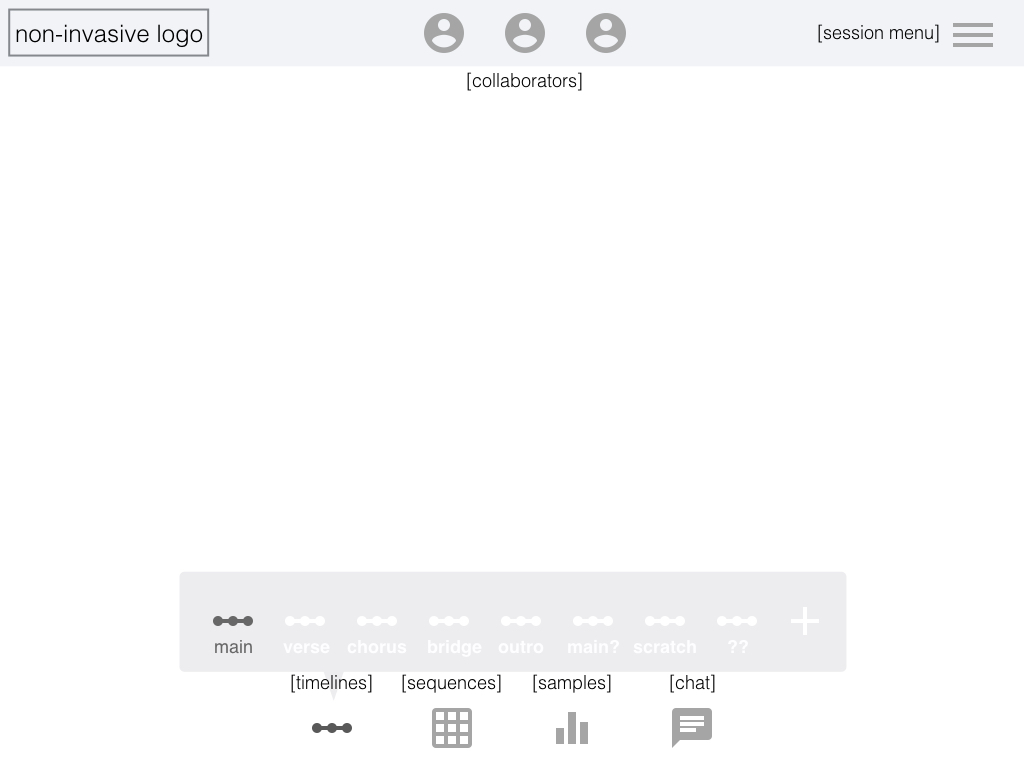 non-invasive logo
[session menu]
[collaborators]
main verse chorus bridge outro main? scratch ??
[timelines] [sequences] [samples] [chat]